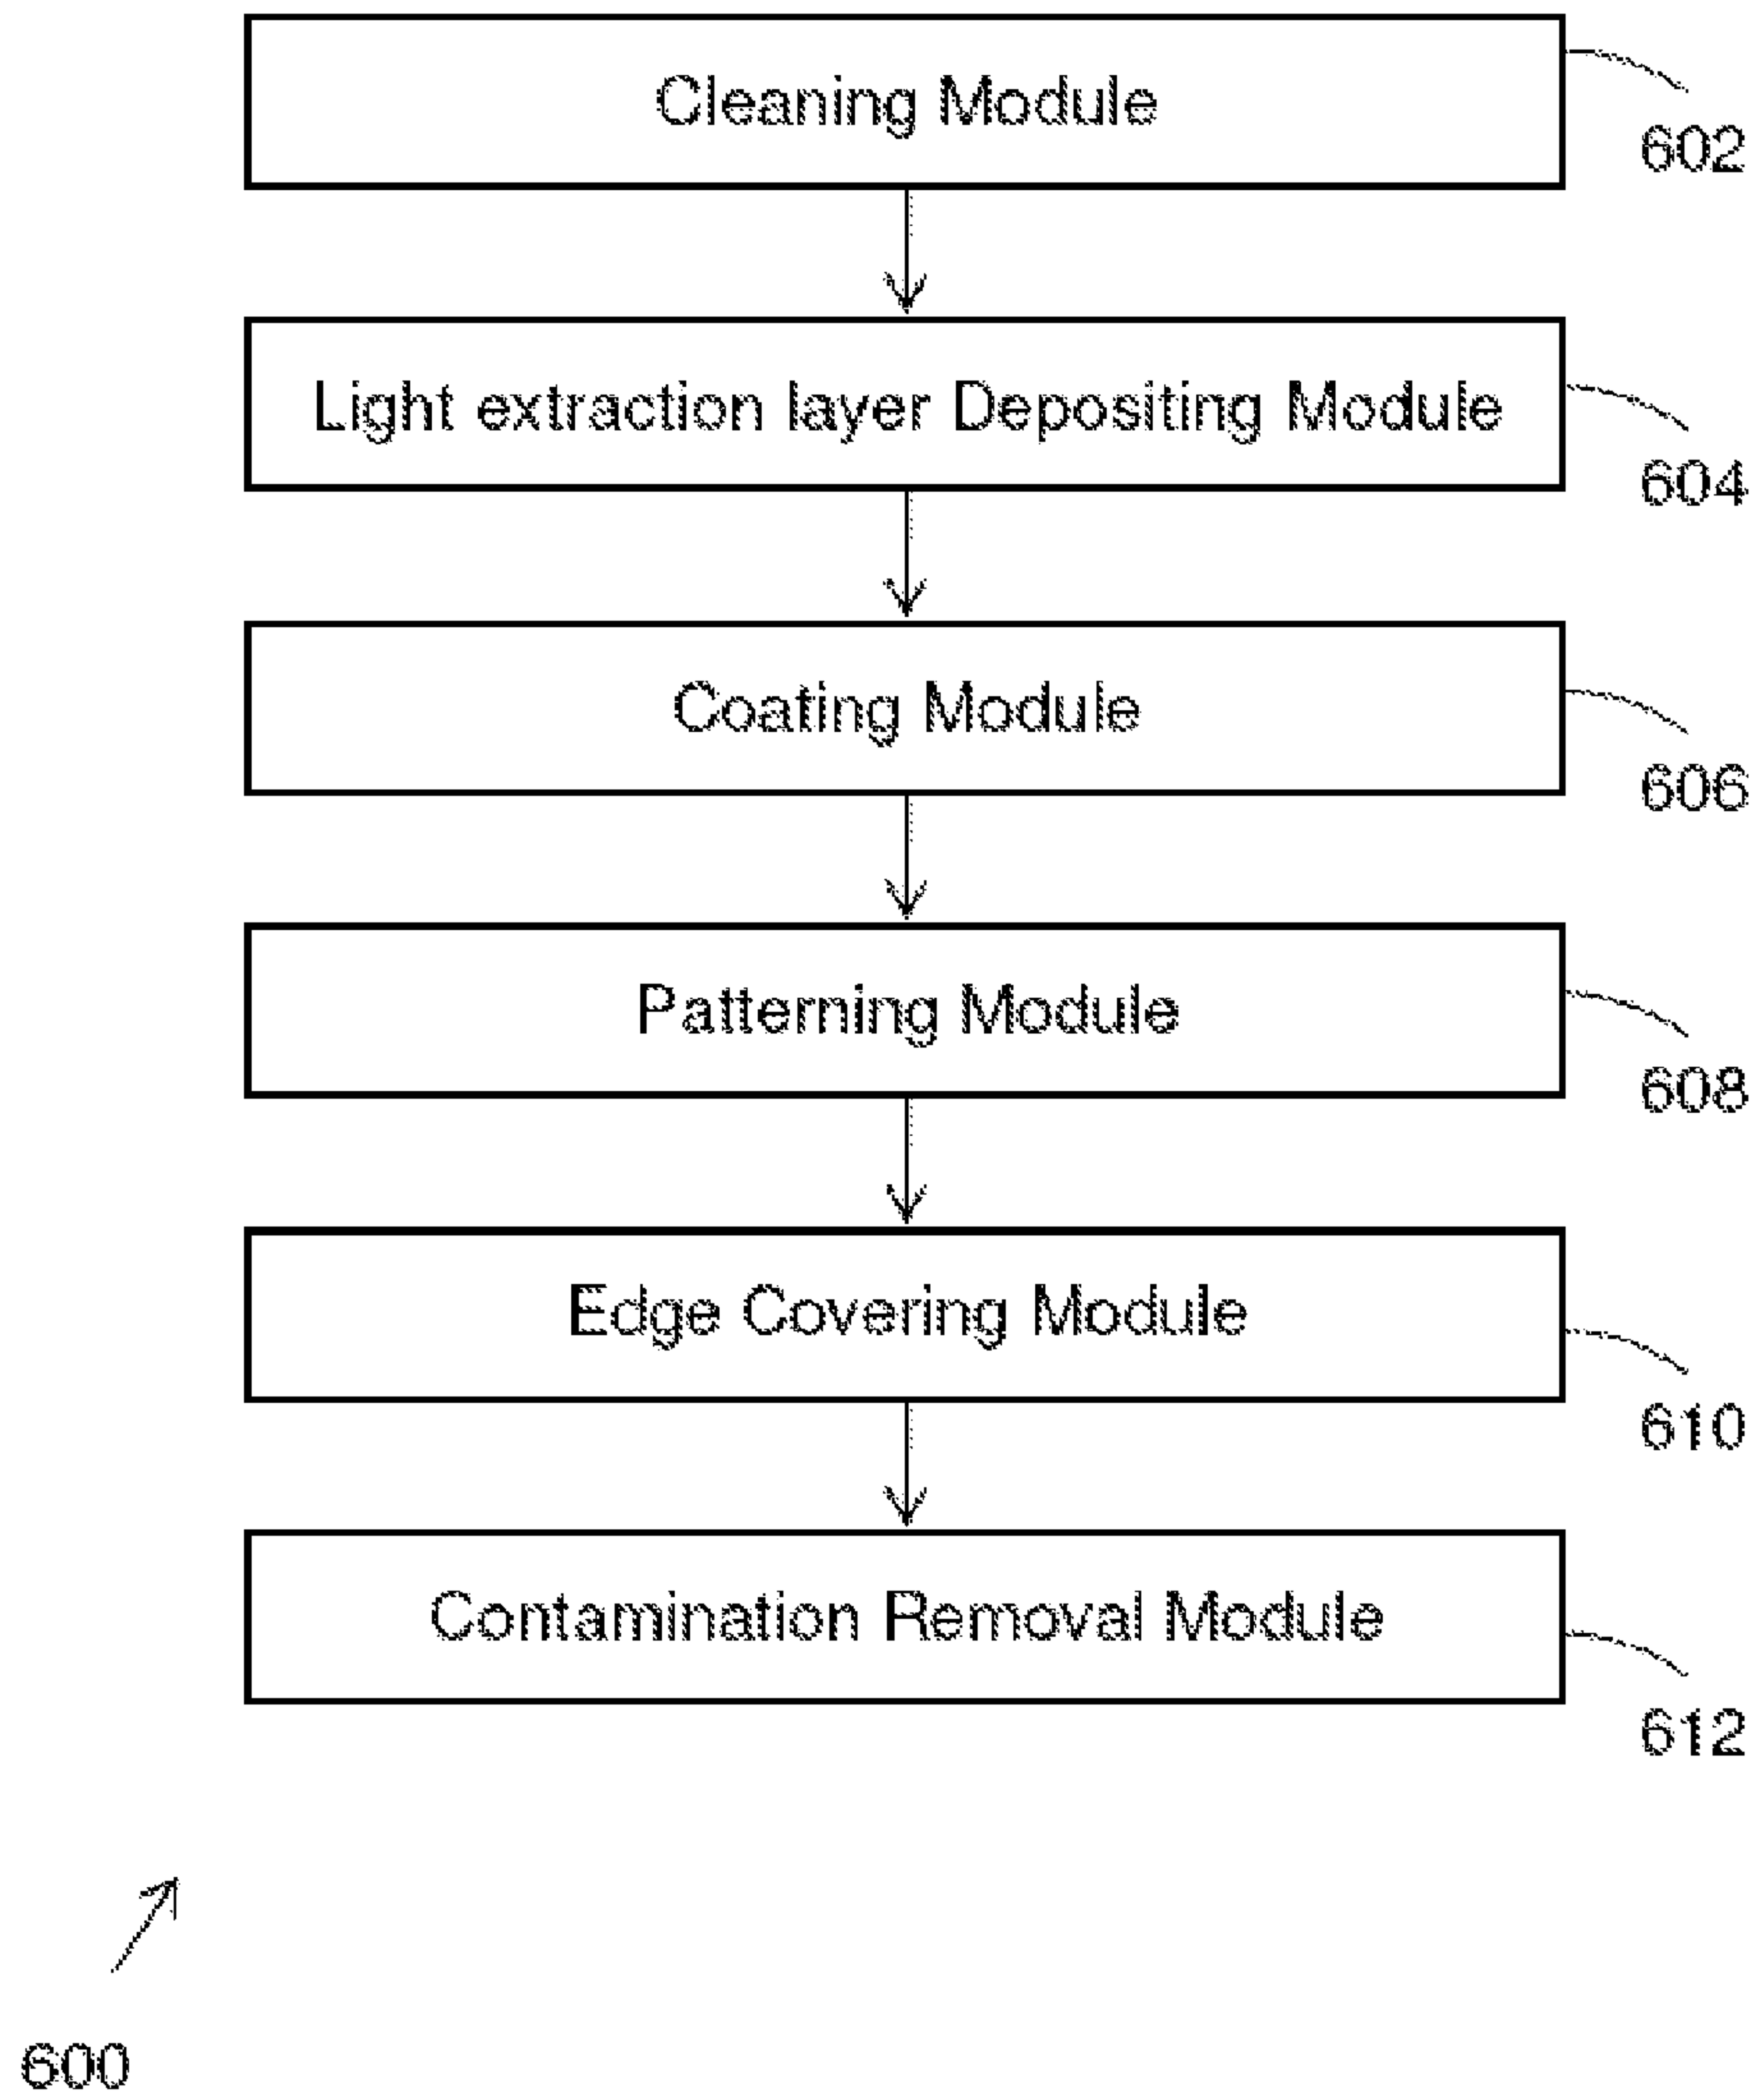 Cleaning Module
602
Light extraction layer Depositing Module
604
Coating Module
606
Patterning Module
608
Edge Covering Module
610
Contamination Removal Module
612
600